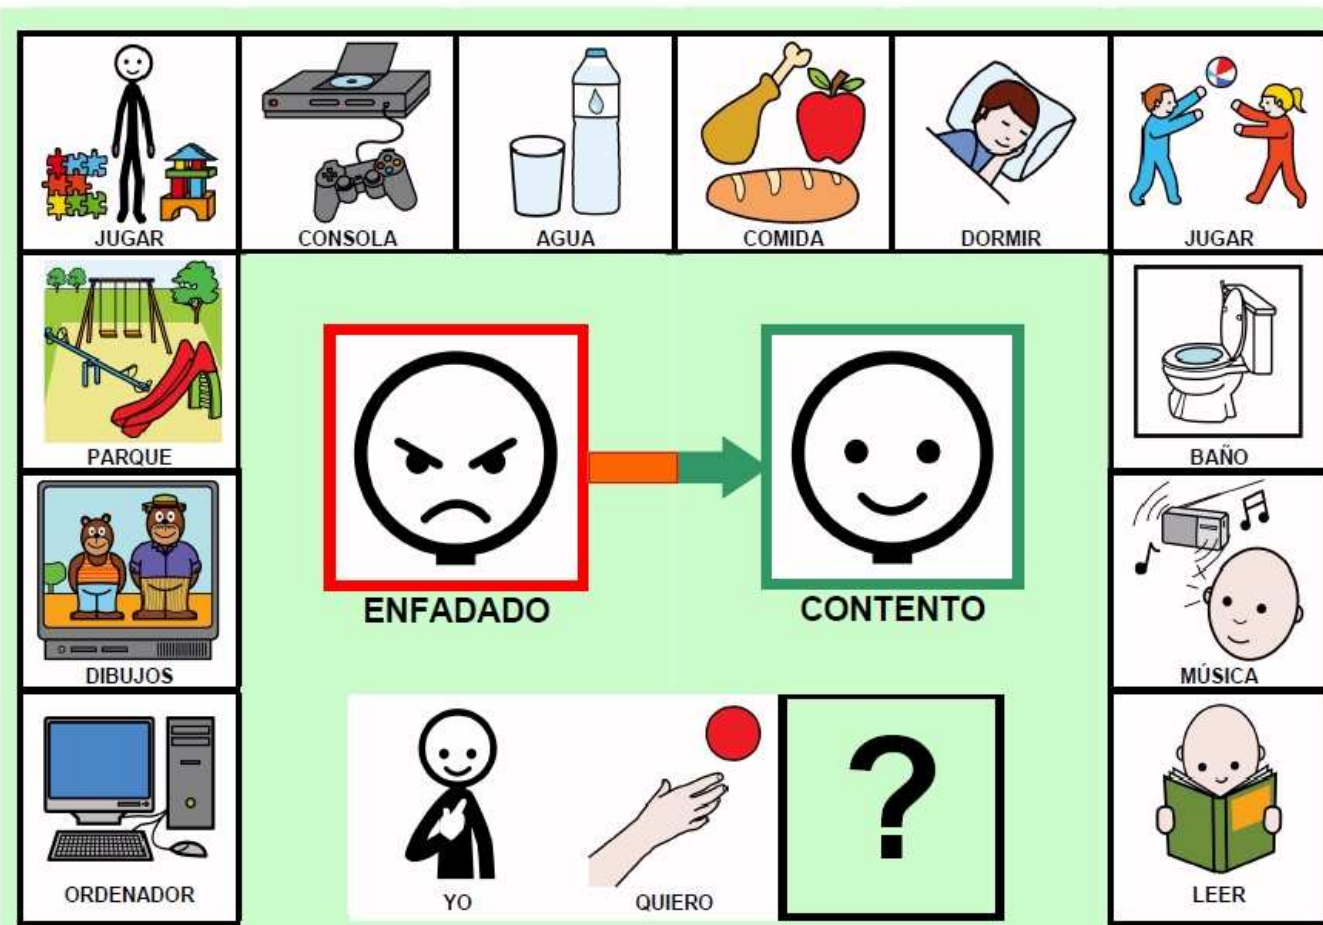 JUGAR
CONSOLA
AGUA
COMIDA
DORMIR
JUGAR
PARQUE
BAÑO
ENFADADO
CONTENTO
DIBUJOS
MÚSICA
ORDENADOR
YO
QUIERO
?
LEER